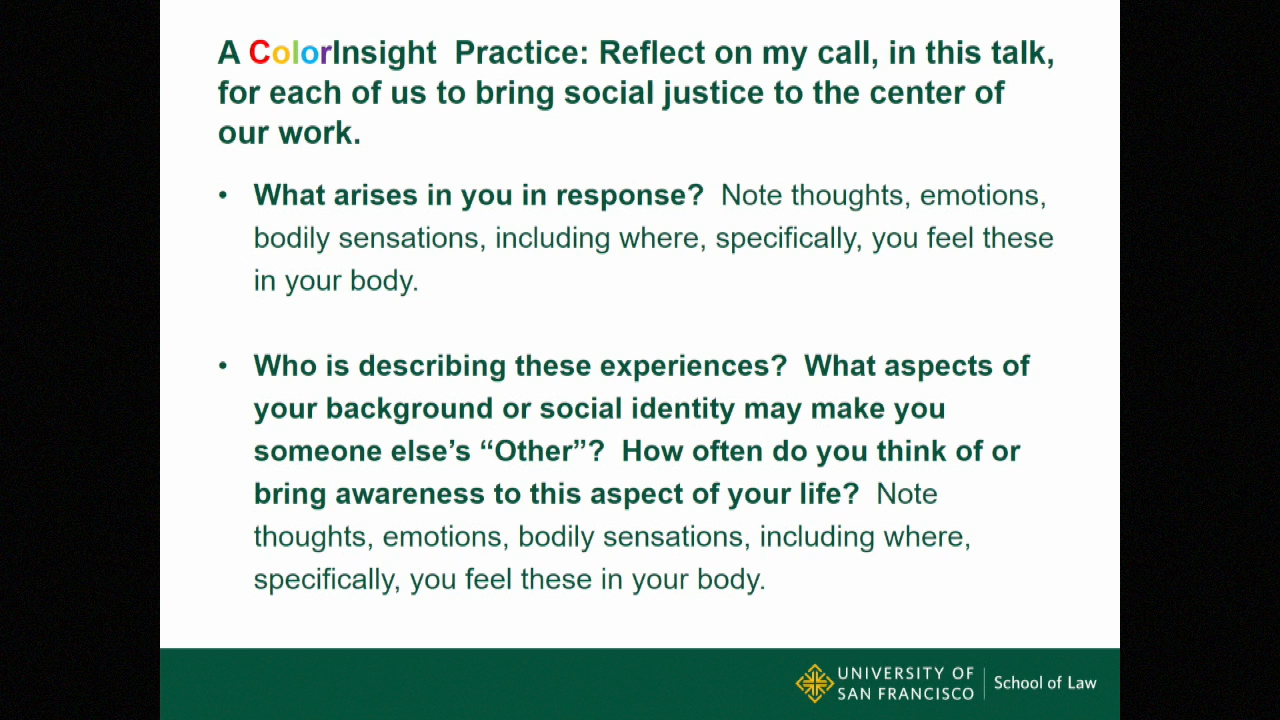 A ColorInsight Practice: Reflect on my call, in this talk,
for each of us to bring social justice to the center of
our work.
• What arises in you in response? Note thoughts, emotions,
bodily sensations, including where, specifically, you feel these
in your body.
• Who is describing these experiences? What aspects of
your background or social identity may make you
someone else’s “Other”? How often do you think of or
bring awareness to this aspect of your life? Note
thoughts, emotions, bodily sensations, including where,
specifically, you feel these in your body.
UNIVERSITY OF
SAN FRANCISCO
School of Law